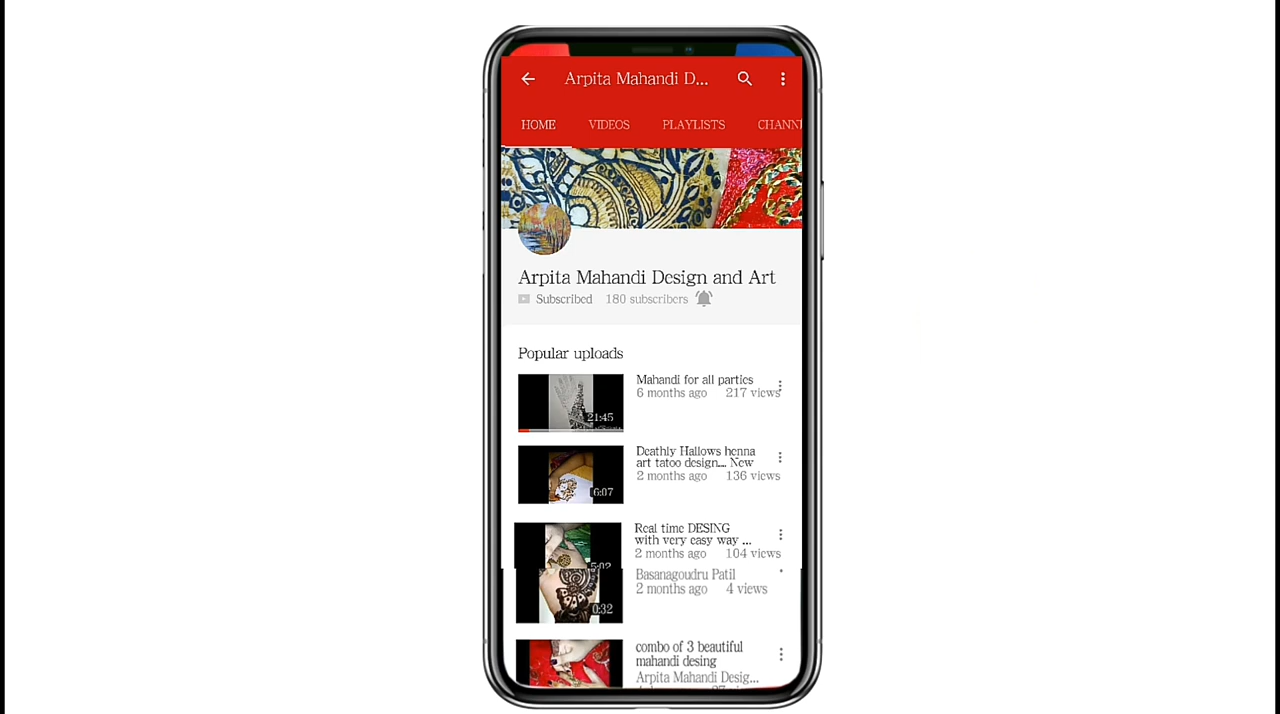 Arpita Mahandi D...
HOME VIDEOS PLAYLISTS CHANN
Arpita Mahandi Design and Art
Subscribed 180 subscribers
Popular uploads
Mahandi for all parties
6 months ago 217 views
21:45
Deathly Hallows henna
art tatoo design.... New
2 months ago 136 views
6:07
Real time DESING
with very easy way ...
2 months ago 104 views
5:02
Basanagoudru Patil
2 months ago 4 views
0:32
combo of 3 beautiful
mahandi desing
Arpita Mahandi Desig...